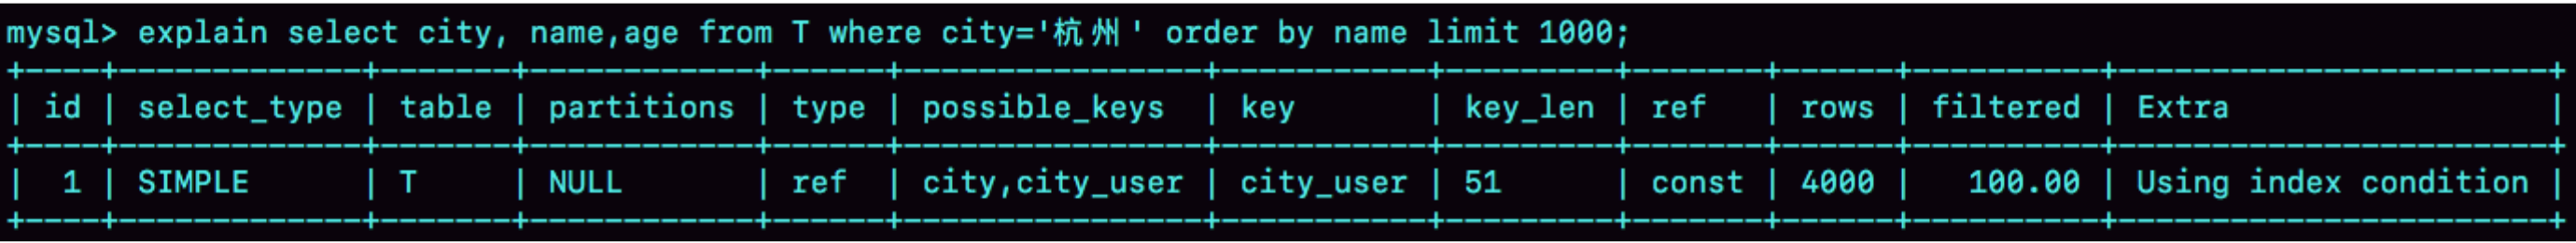 mysql> explain select city, name,age from T where city='杭州' order by name limit 1000;
+----+-------------+-------+------------+------+----------------+-----------+---------+-------+------+----------+-----------------------+
| id | select_type | table | partitions | type | possible_keys  | key       | key_len | ref   | rows | filtered | Extra                 |
+----+-------------+-------+------------+------+----------------+-----------+---------+-------+------+----------+-----------------------+
|  1 | SIMPLE      | T     | NULL       | ref  | city,city_user | city_user | 51      | const | 4000 |   100.00 | Using index condition |
+----+-------------+-------+------------+------+----------------+-----------+---------+-------+------+----------+-----------------------+